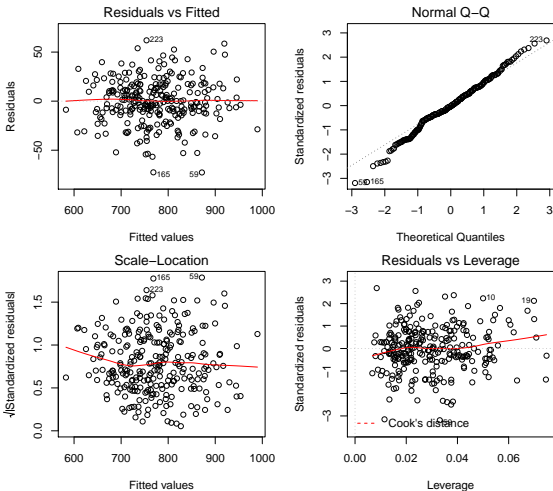 Residuals vs Fitted
Residuals
50
0
−50
223
165
59
600 700 800 900 1000
Fitted values
Normal Q−Q
Standardized residuals
3
2
1
0
−1
−2
−3
223
59
165
−3 −2 −1 0 1 2 3
Theoretical Quantiles
Scale−Location
√|Standardized residuals|
1.5
1.0
0.5
0.0
165
59
223
600 700 800 900 1000
Fitted values
Residuals vs Leverage
Standardized residuals
3
2
1
0
−1
−3
10
19
Cook's distance
0.00 0.02 0.04 0.06
Leverage